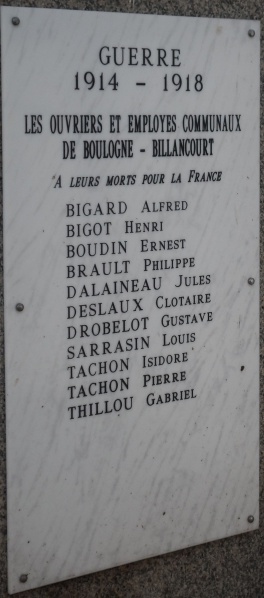 GUERRE
1914 - 1918
LES OUVRIERS ET EMPLOYES COMMUNAUX
DE BOULOGNE - BILLANCOURT
A LEURS MORTS POUR LA FRANCE
BIGARD ALFRED
BIGOT HENRI
BOUDIN ERNEST
BRAULT PHILIPPE
DALAINEAU JULES
DESLAUX CLOTAIRE
DROBELOT GUSTAVE
SARRASIN LOUIS
TACHON ISIDORE
TACHON PIERRE
THILLOU GABRIEL